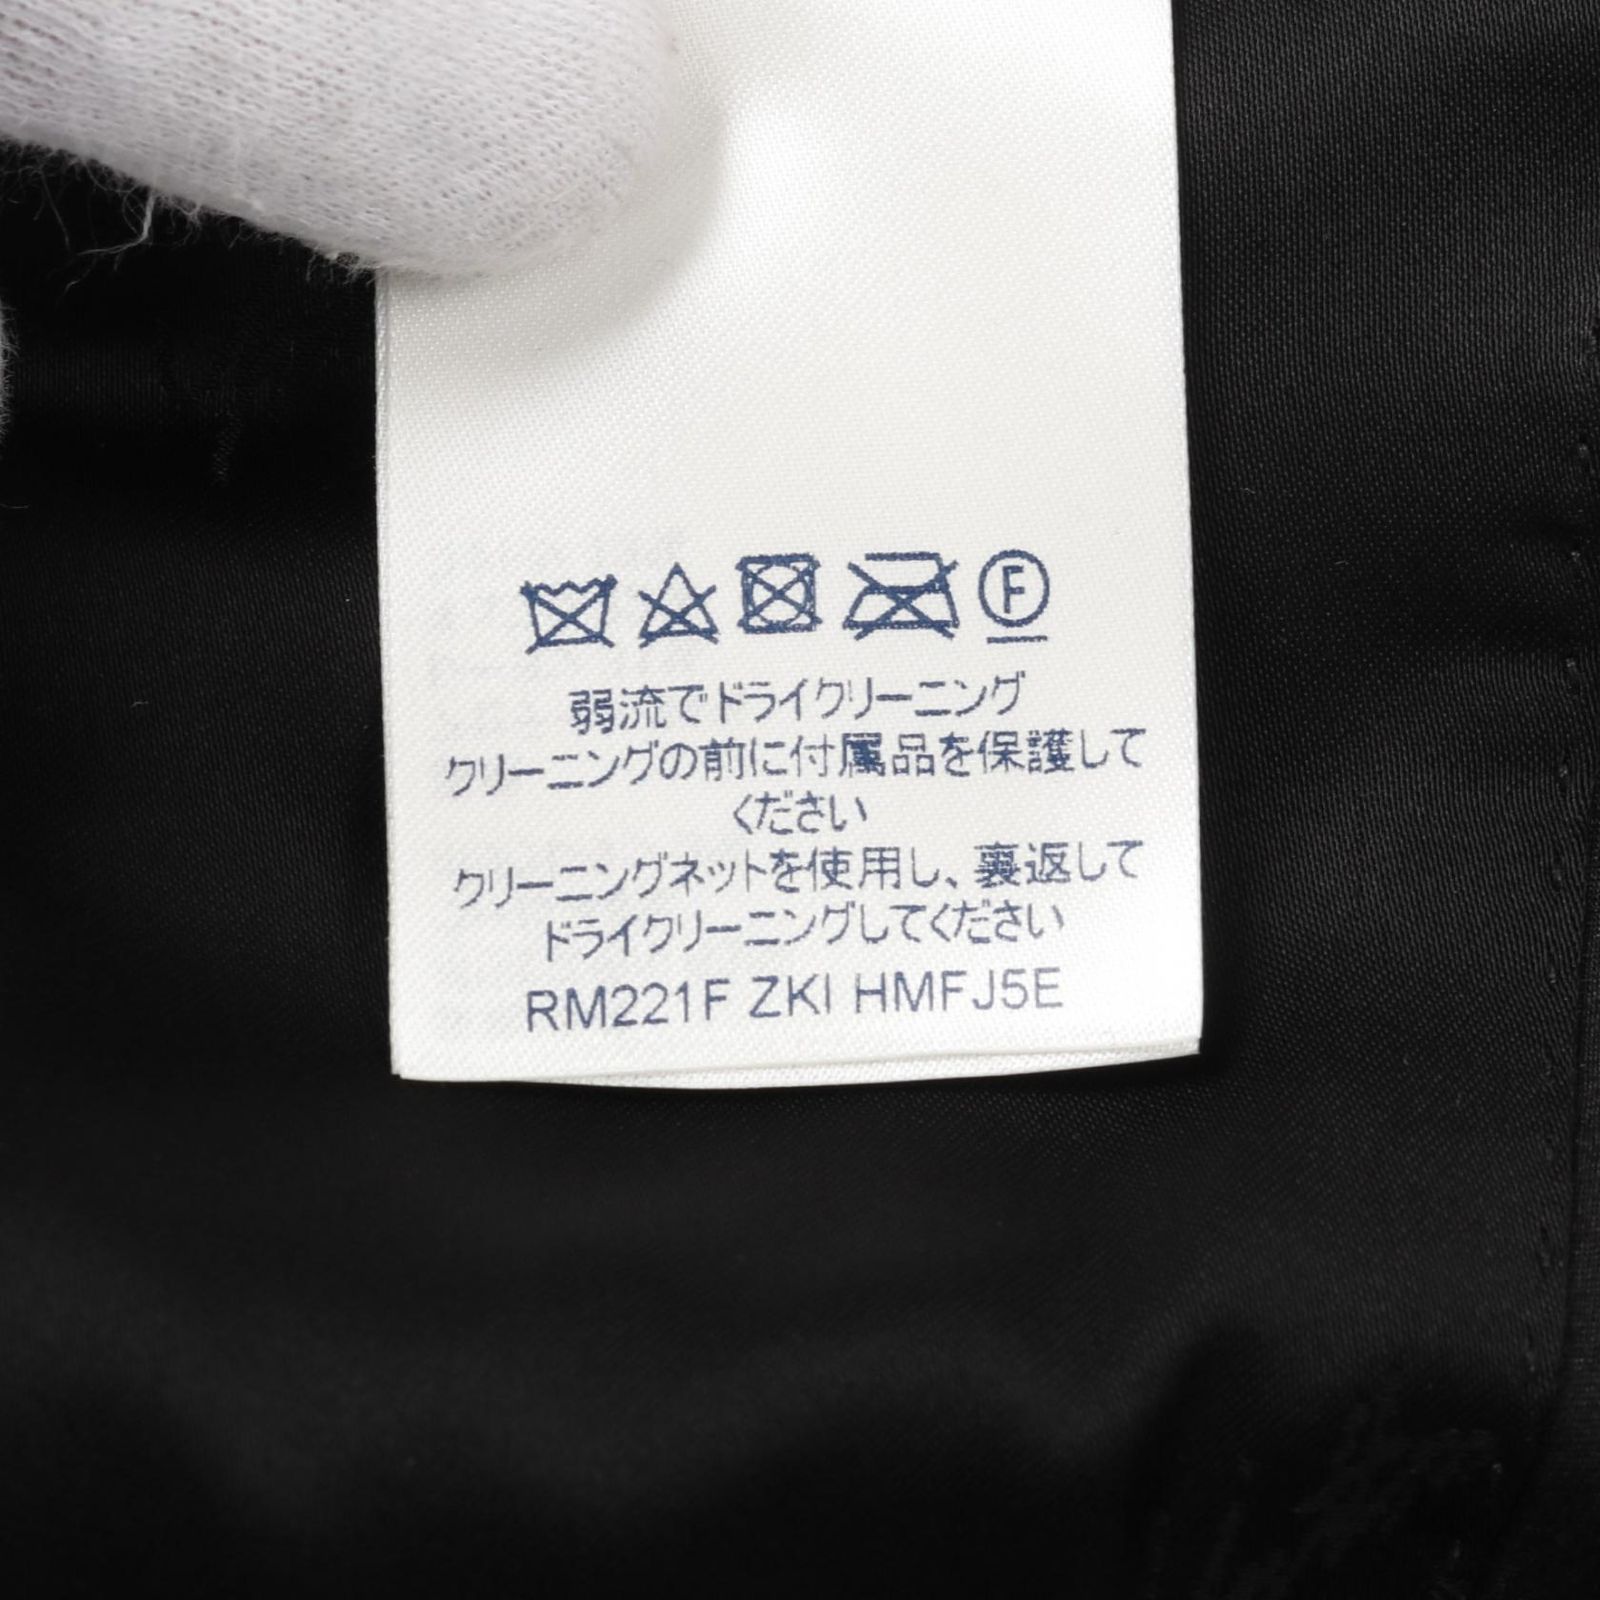 F
弱流でドライクリーニング
クリーニングの前に付属品を保護して
ください
クリーニングネットを使用し、裏返して
ドライクリーニングしてください
RM221F ZKI HMFJ5E